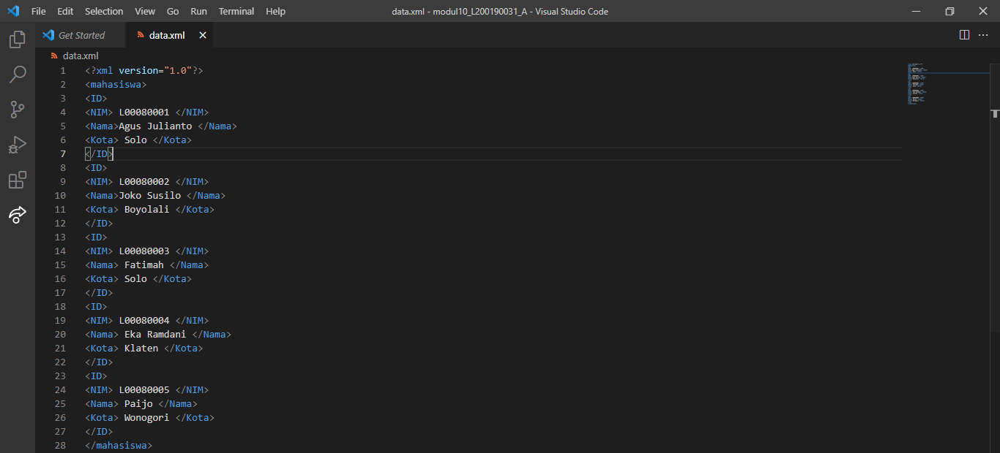 File Edit Selection View Go Run Terminal Help data.xml - modul10_L200190031_A - Visual Studio Code
Get Started data.xml
data.xml
1 <?xml version="1.0"?>
2 <mahasiswa>
3 <ID>
4 <NIM> L00080001 </NIM>
5 <Nama>Agus Julianto </Nama>
6 <Kota> Solo </Kota>
7 </ID>
8 <ID>
9 <NIM> L00080002 </NIM>
10 <Nama>Joko Susilo </Nama>
11 <Kota> Boyolali </Kota>
12 </ID>
13 <ID>
14 <NIM> L00080003 </NIM>
15 <Nama> Fatimah </Nama>
16 <Kota> Solo </Kota>
17 </ID>
18 <ID>
19 <NIM> L00080004 </NIM>
20 <Nama> Eka Ramdani </Nama>
21 <Kota> Klaten </Kota>
22 </ID>
23 <ID>
24 <NIM> L00080005 </NIM>
25 <Nama> Paijo </Nama>
26 <Kota> Wonogori </Kota>
27 </ID>
28 </mahasiswa>